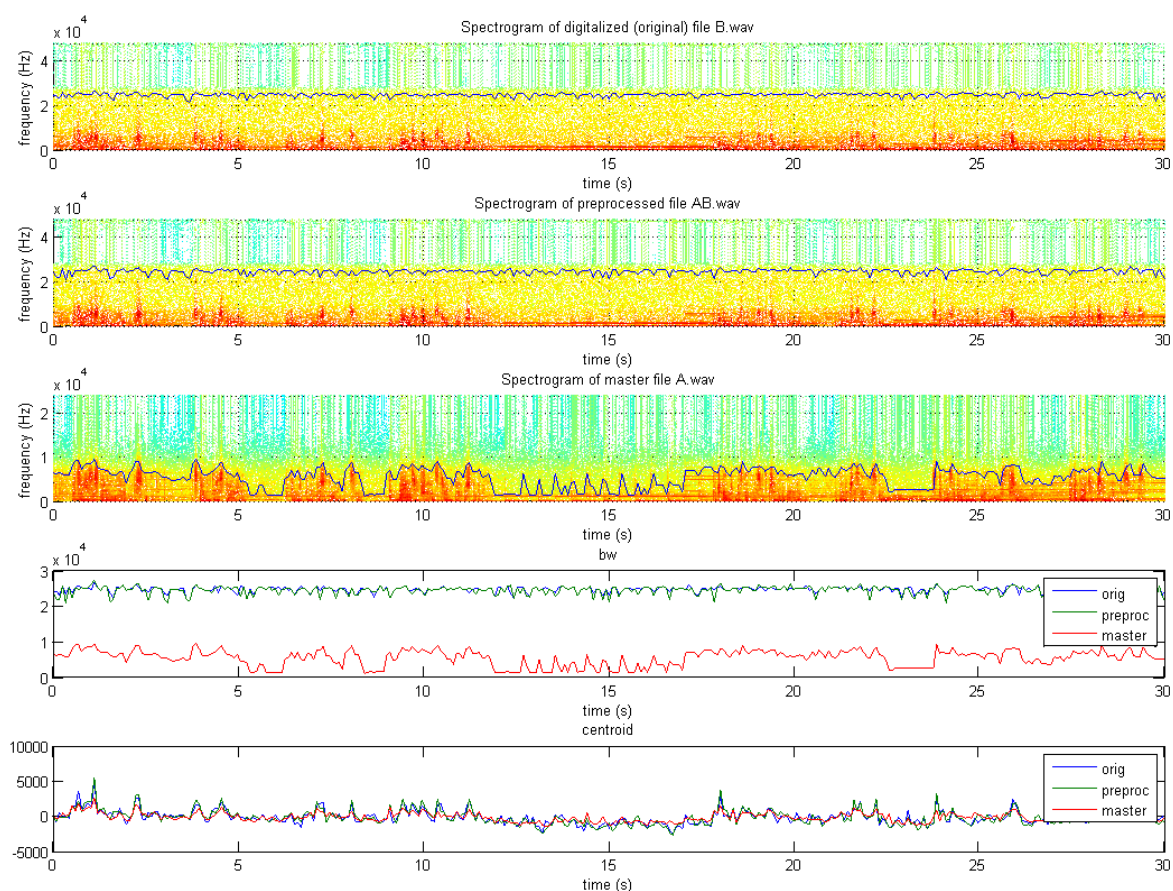 x 10^4
Spectrogram of digitalized (original) file B.wav
frequency (Hz)
4
2
0
0 5 10 15 20 25 30
time (s)
x 10^4
Spectrogram of preprocessed file AB.wav
frequency (Hz)
4
2
0
0 5 10 15 20 25 30
time (s)
x 10^4
Spectrogram of master file A.wav
frequency (Hz)
2
1
0
0 5 10 15 20 25 30
time (s)
x 10^4
bw
3
2
1
0
orig
preproc
master
0 5 10 15 20 25 30
time (s)
centroid
10000
5000
0
-5000
orig
preproc
master
0 5 10 15 20 25 30
time (s)